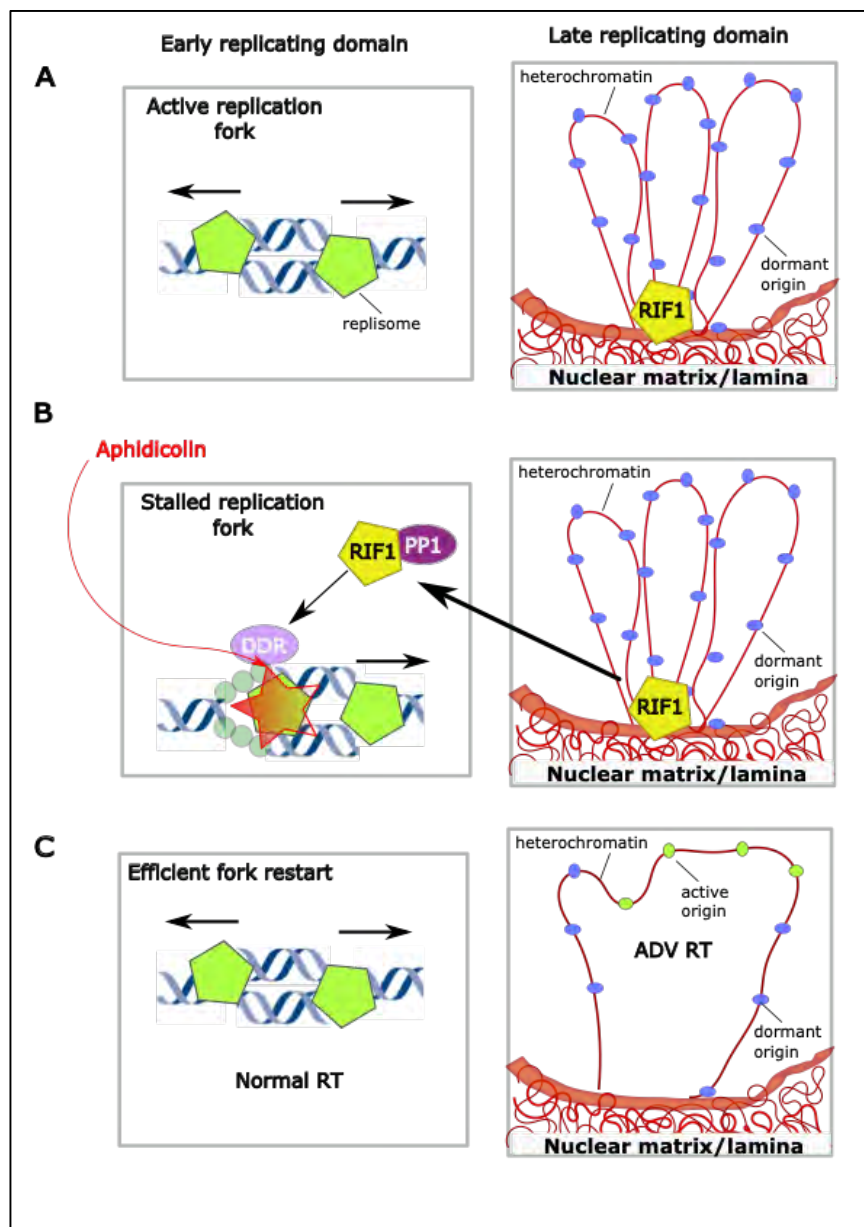 Early replicating domain
Late replicating domain
A
Active replication
fork
replisome
heterochromatin
dormant
origin
RIF1
Nuclear matrix/lamina
B
Aphidicolin
Stalled replication
fork
RIF1
PP1
DDR
heterochromatin
dormant
origin
RIF1
Nuclear matrix/lamina
C
Efficient fork restart
Normal RT
heterochromatin
active
origin
ADV RT
dormant
origin
Nuclear matrix/lamina